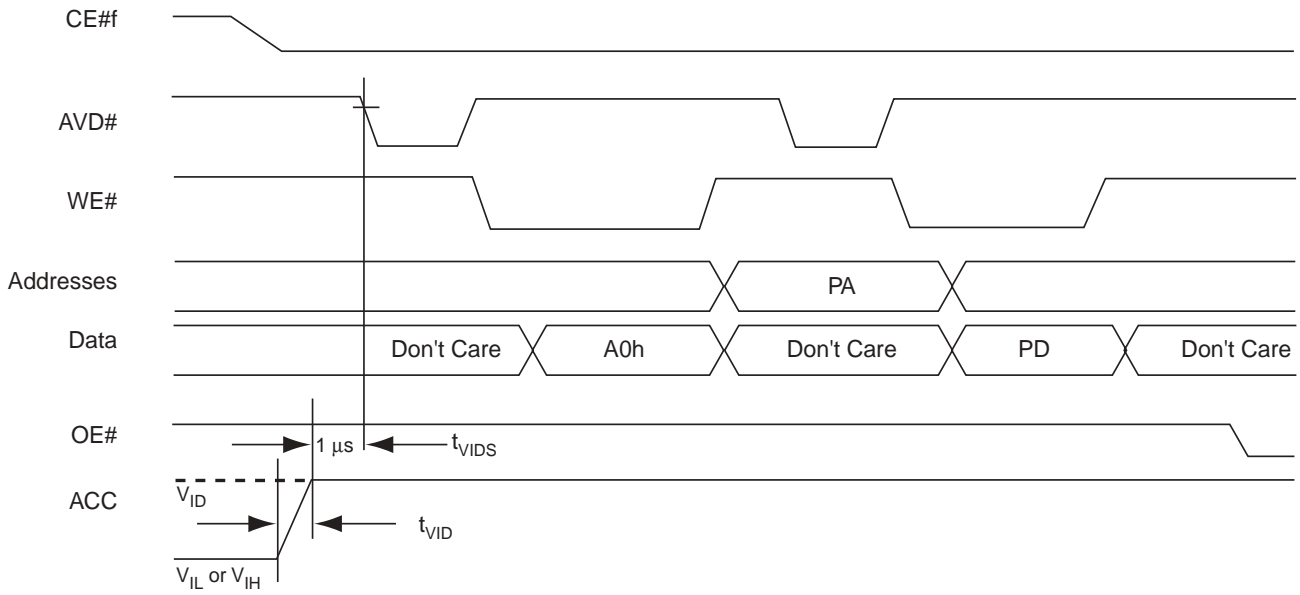 CE#f
AVD#
WE#
Addresses
PA
Data
Don't Care
A0h
Don't Care
PD
Don't Care
OE#
1 μs
tVIDS
ACC
VID
tVID
VIL or VIH